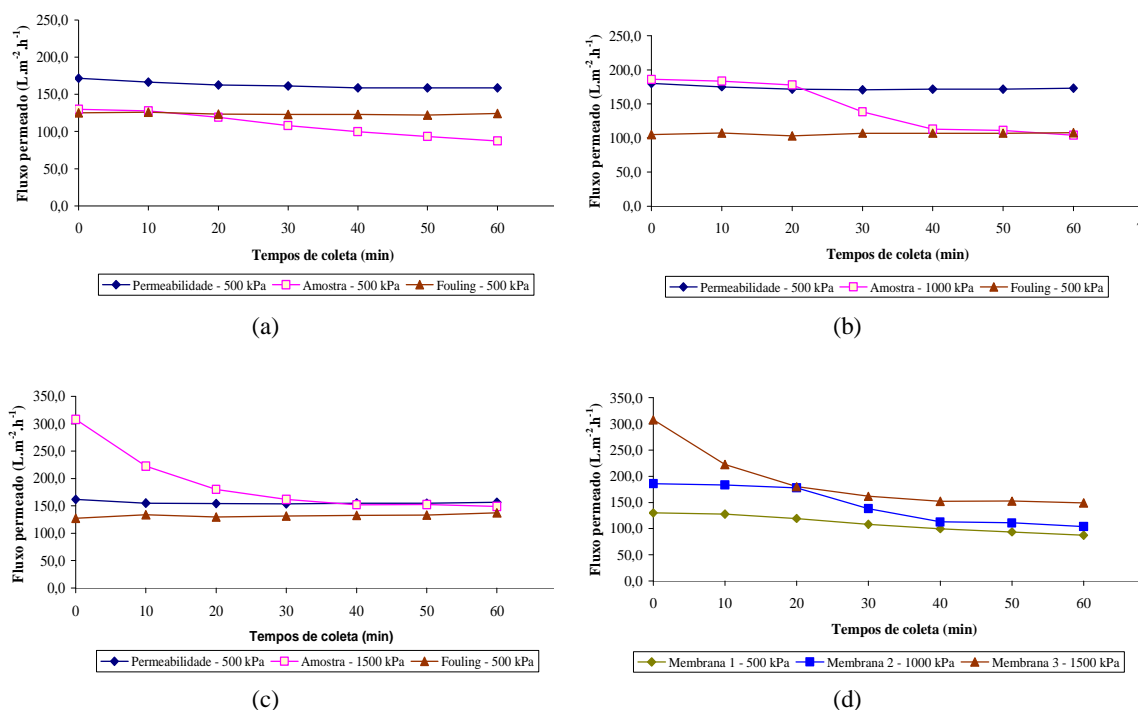 250,0
200,0
150,0
100,0
50,0
0,0
Fluxo permeado (L.m-2.h-1)
0 10 20 30 40 50 60
Tempos de coleta (min)
Permeabilidade - 500 kPa Amostra - 500 kPa Fouling - 500 kPa
(a)
250,0
200,0
150,0
100,0
50,0
0,0
Fluxo permeado (L.m-2.h-1)
0 10 20 30 40 50 60
Tempos de coleta (min)
Permeabilidade - 500 kPa Amostra - 1000 kPa Fouling - 500 kPa
(b)
350,0
300,0
250,0
200,0
150,0
100,0
50,0
0,0
Fluxo permeado (L.m-2.h-1)
0 10 20 30 40 50 60
Tempos de coleta (min)
Permeabilidade - 500 kPa Amostra - 1500 kPa Fouling - 500 kPa
(c)
350,0
300,0
250,0
200,0
150,0
100,0
50,0
0,0
Fluxo permeado (L.m-2.h-1)
0 10 20 30 40 50 60
Tempos de coleta (min)
Membrana 1 - 500 kPa Membrana 2 - 1000 kPa Membrana 3 - 1500 kPa
(d)